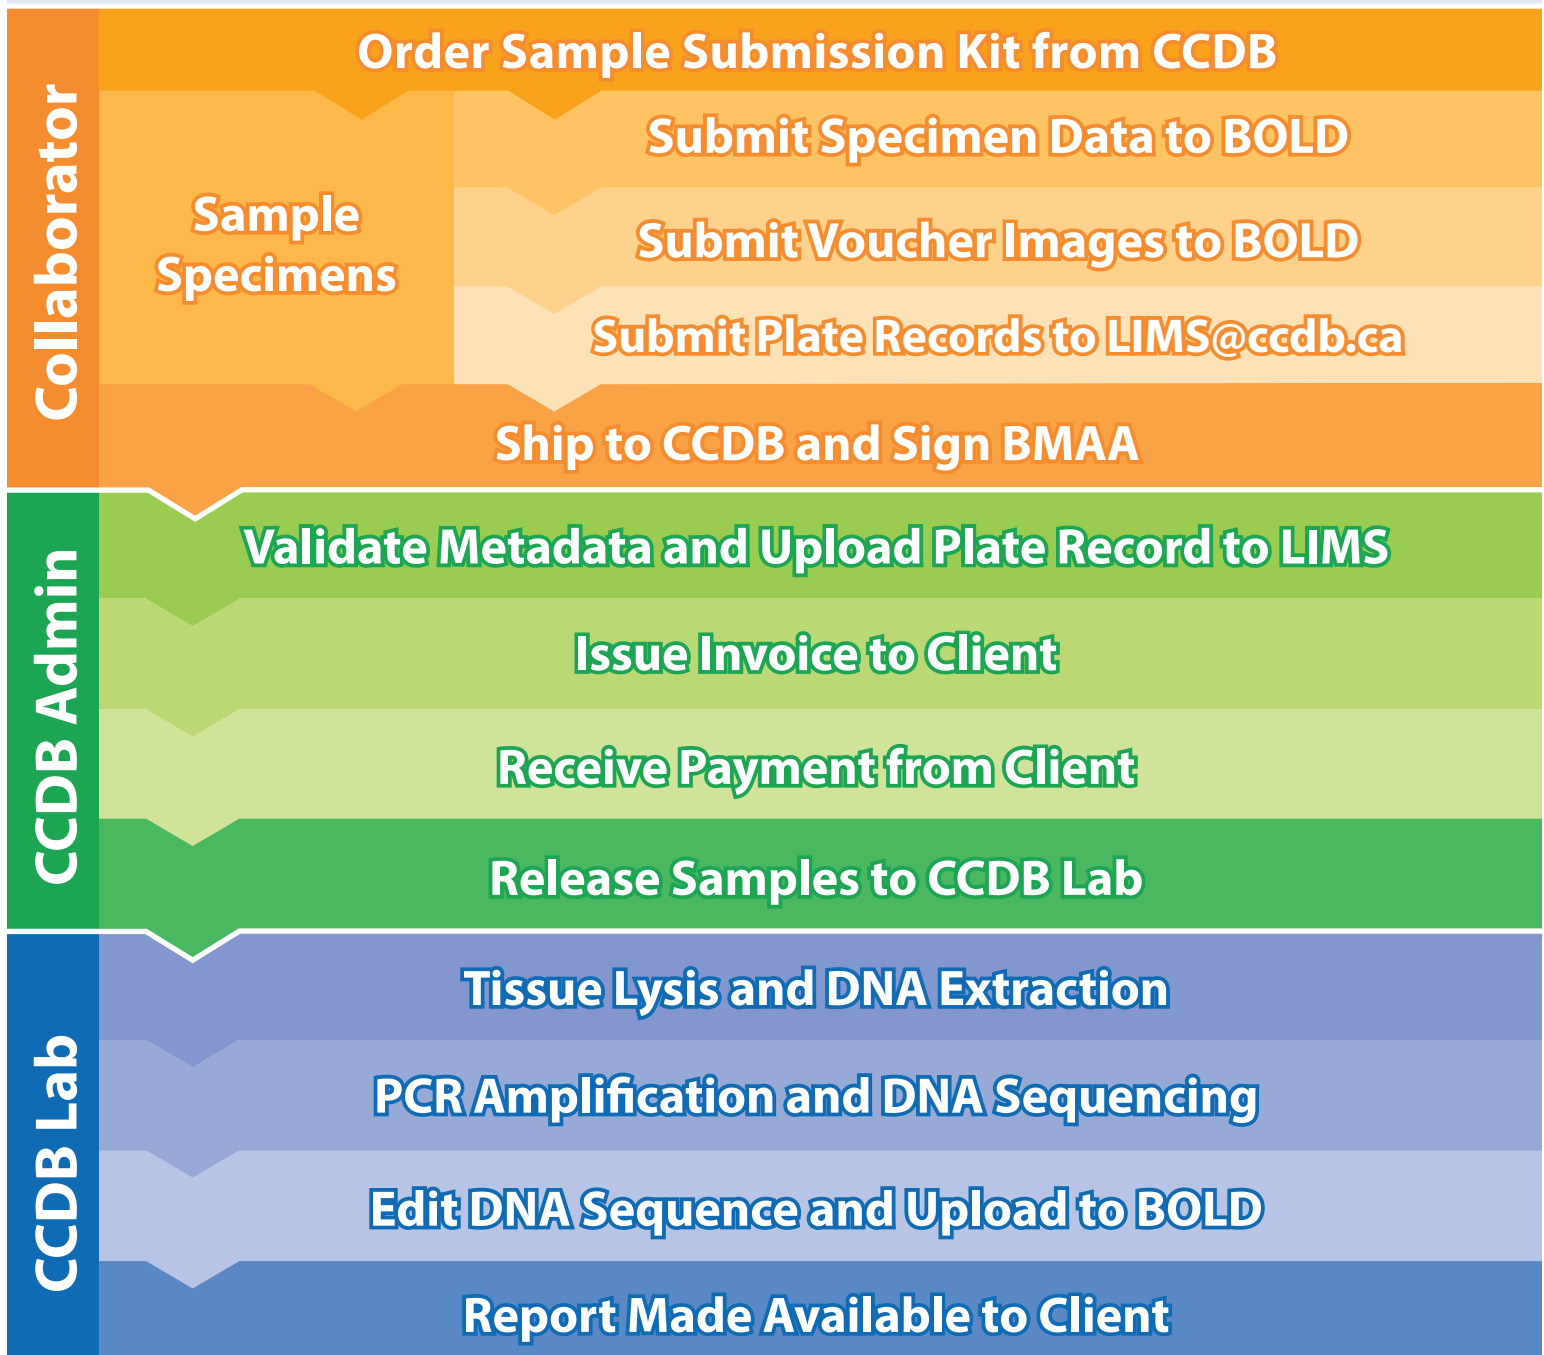 Collaborator
Order Sample Submission Kit from CCDB
Sample
Specimens
Submit Specimen Data to BOLD
Submit Voucher Images to BOLD
Submit Plate Records to LIMS@ccdb.ca
Ship to CCDB and Sign BMAA
CCDB Admin
Validate Metadata and Upload Plate Record to LIMS
Issue Invoice to Client
Receive Payment from Client
Release Samples to CCDB Lab
CCDB Lab
Tissue Lysis and DNA Extraction
PCR Amplification and DNA Sequencing
Edit DNA Sequence and Upload to BOLD
Report Made Available to Client